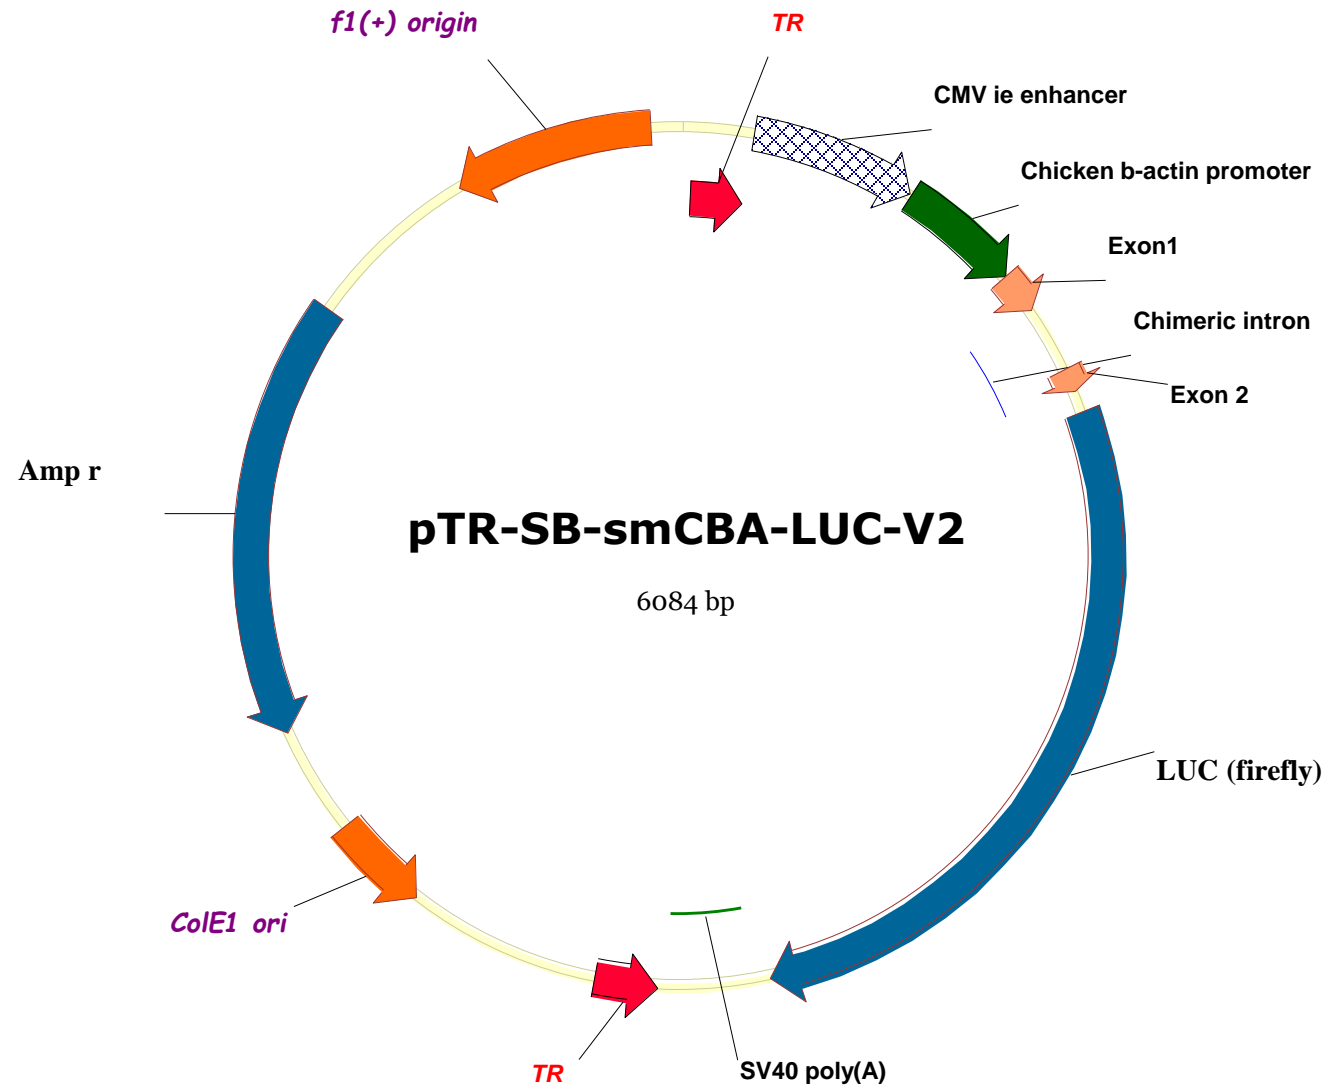 f1(+) origin
TR
CMV ie enhancer
Chicken b-actin promoter
Exon1
Chimeric intron
Exon 2
Amp r
pTR-SB-smCBA-LUC-V2
6084 bp
LUC (firefly)
ColE1 ori
TR
SV40 poly(A)